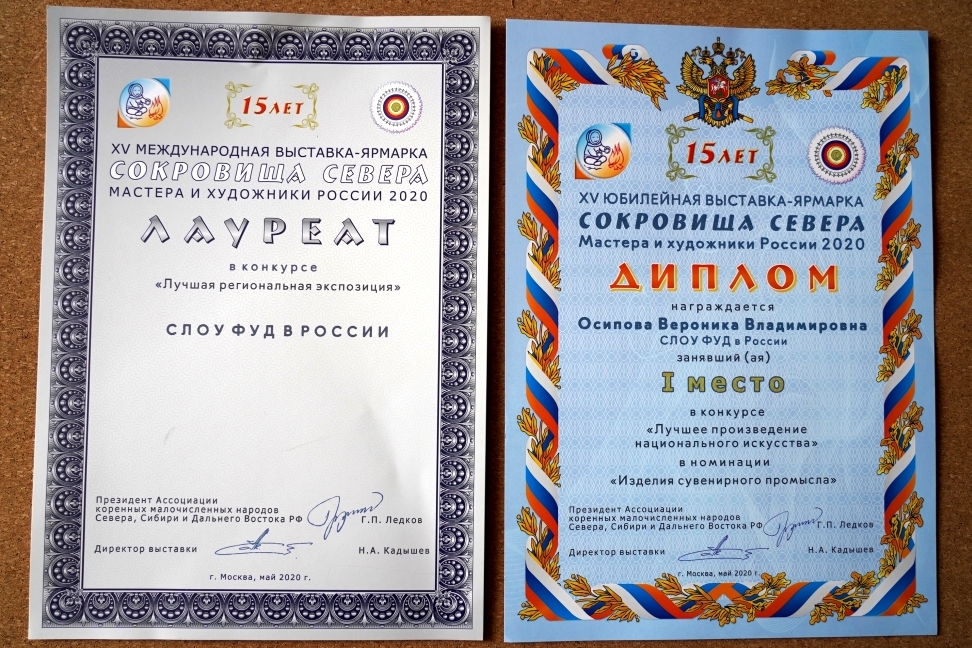 15 ЛЕТ
XV МЕЖДУНАРОДНАЯ ВЫСТАВКА-ЯРМАРКА
СОКРОВИЩА СЕВЕРА
МАСТЕРА И ХУДОЖНИКИ РОССИИ 2020
ЛАУРЕАТ
в конкурсе
«Лучшая региональная экспозиция»
СЛОУ ФУД В РОССИИ
Президент Ассоциации
коренных малочисленных народов
Севера, Сибири и Дальнего Востока РФ Г.П. Ледков
Директор выставки Н.А. Кадышев
г. Москва, май 2020 г.
15 ЛЕТ
XV ЮБИЛЕЙНАЯ ВЫСТАВКА-ЯРМАРКА
СОКРОВИЩА СЕВЕРА
Мастера и художники России 2020
ДИПЛОМ
награждается
Осипова Вероника Владимировна
СЛОУ ФУД в России
занявший (ая)
I место
в конкурсе
«Лучшее произведение
национального искусства»
в номинации
«Изделия сувенирного промысла»
Президент Ассоциации
коренных малочисленных народов
Севера, Сибири и Дальнего Востока РФ Г.П. Ледков
Директор выставки Н.А. Кадышев
г. Москва, май 2020 г.